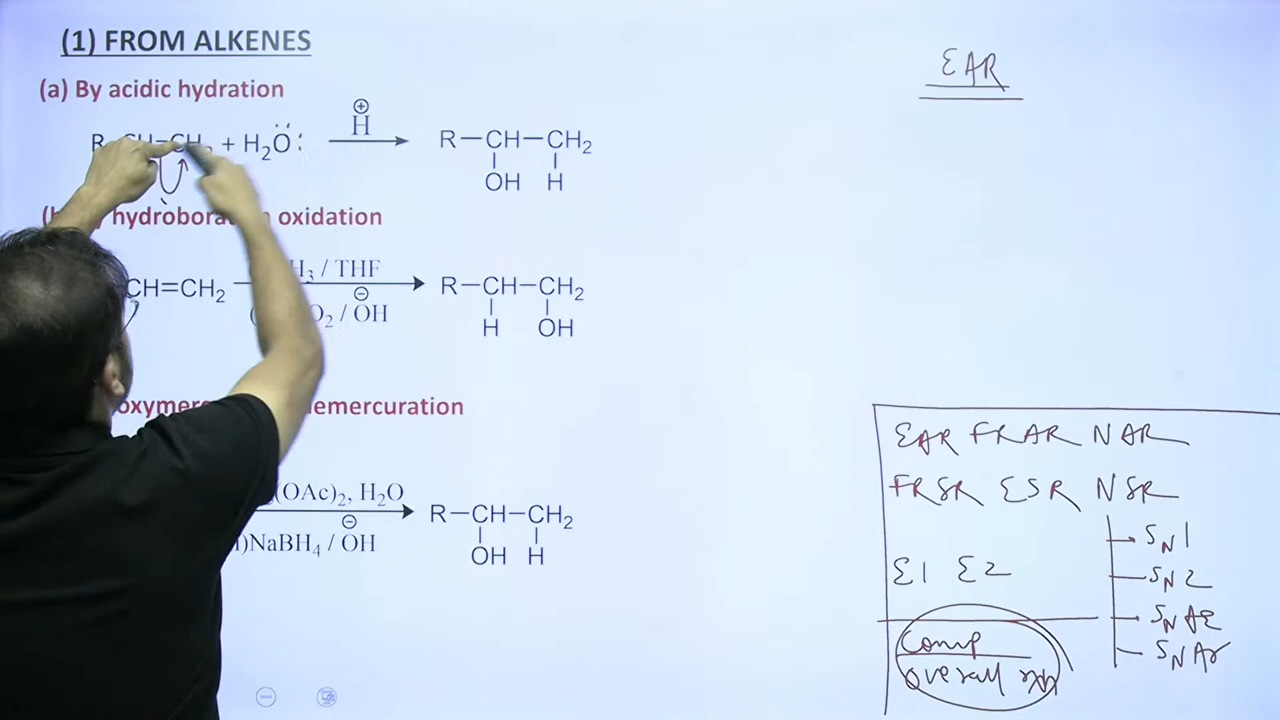 (1) FROM ALKENES
(a) By acidic hydration
R CH=CH2 + H2Ö: H⊕ R—CH—CH2
OH H
hydroboration oxidation
CH=CH2 H3 / THF R—CH—CH2
O2 / OH⊖ H OH
oxymer demercuration
(OAc)2, H2O R—CH—CH2
)NaBH4 / OH⊖ OH H
EAR
EAR FRAR NAR
FRSR ESR NSR
SN1
E1 E2 SN2
SNAE
Comp SNAr
overall rxn